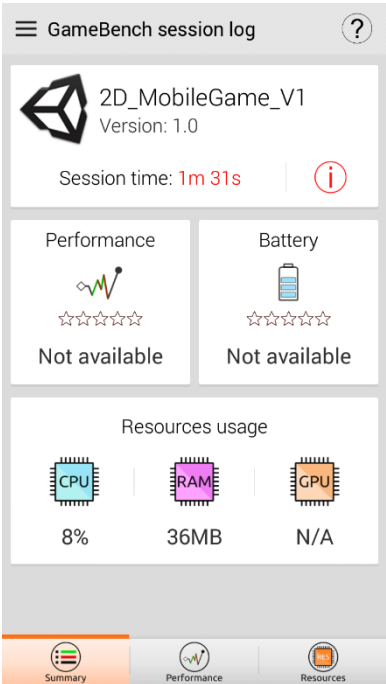 GameBench session log
?
2D_MobileGame_V1
Version: 1.0
Session time: 1m 31s
i
Performance
Battery
Not available
Not available
Resources usage
CPU
RAM
GPU
8%
36MB
N/A
RES
Summary
Performance
Resources